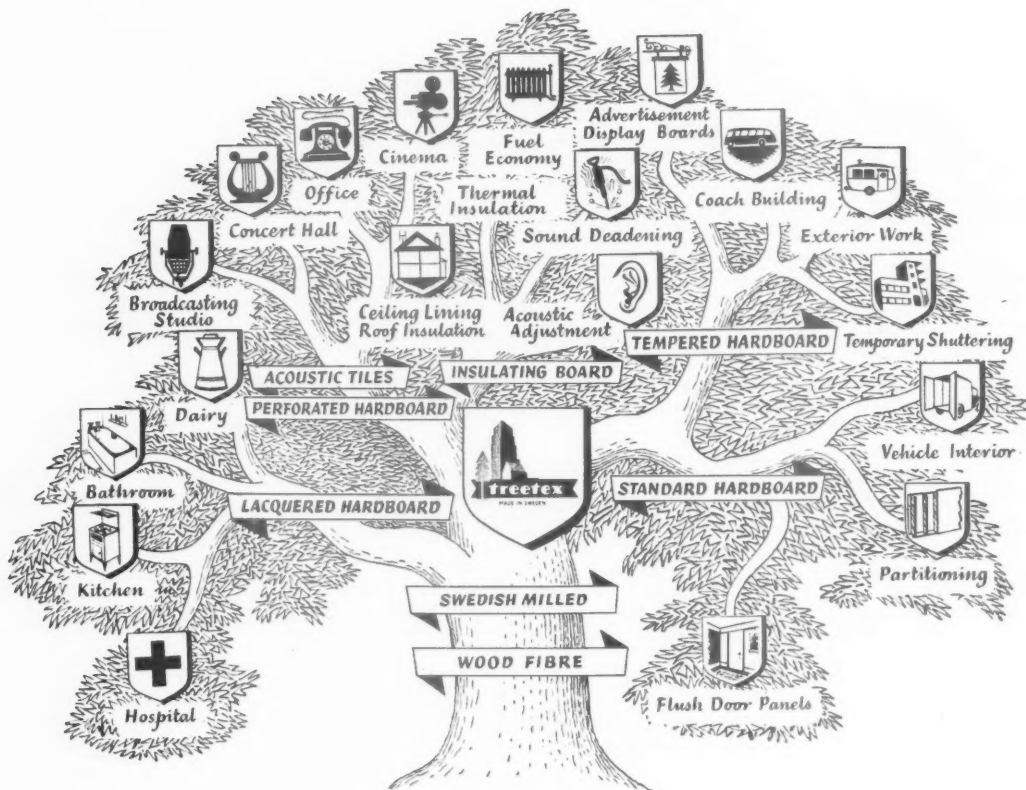 Advertisement
Display Boards
Cinema
Fuel
Economy
Office
Thermal
Insulation
Coach Building
Concert Hall
Sound Deadening
Exterior Work
Broadcasting
Studio
Ceiling Lining
Roof Insulation
Acoustic
Adjustment
TEMPERED HARDBOARD
Temporary Shuttering
ACOUSTIC TILES
INSULATING BOARD
Dairy
PERFORATED HARDBOARD
Vehicle Interior
treetex
MADE IN SWEDEN
Bathroom
LACQUERED HARDBOARD
STANDARD HARDBOARD
Kitchen
Partitioning
SWEDISH MILLED
WOOD FIBRE
Hospital
Flush Door Panels